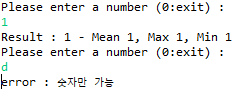 Please enter a number (0:exit) :
1
Result : 1 - Mean 1, Max 1, Min 1
Please enter a number (0:exit) :
d
error : 숫자만 가능